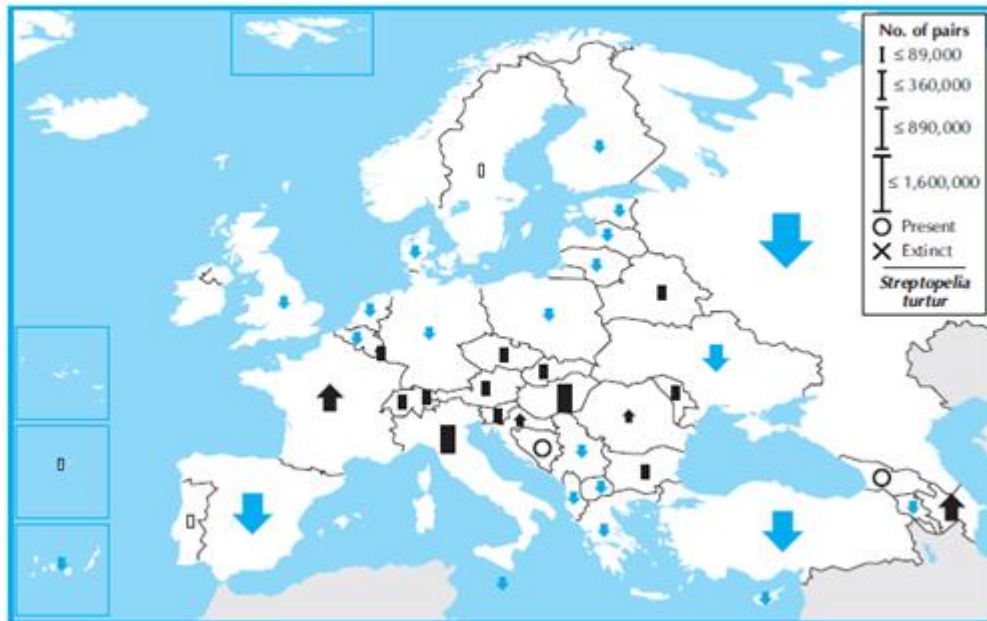 No. of pairs
≤ 89,000
≤ 360,000
≤ 890,000
≤ 1,600,000
Present
Extinct
Streptopelia
turtur